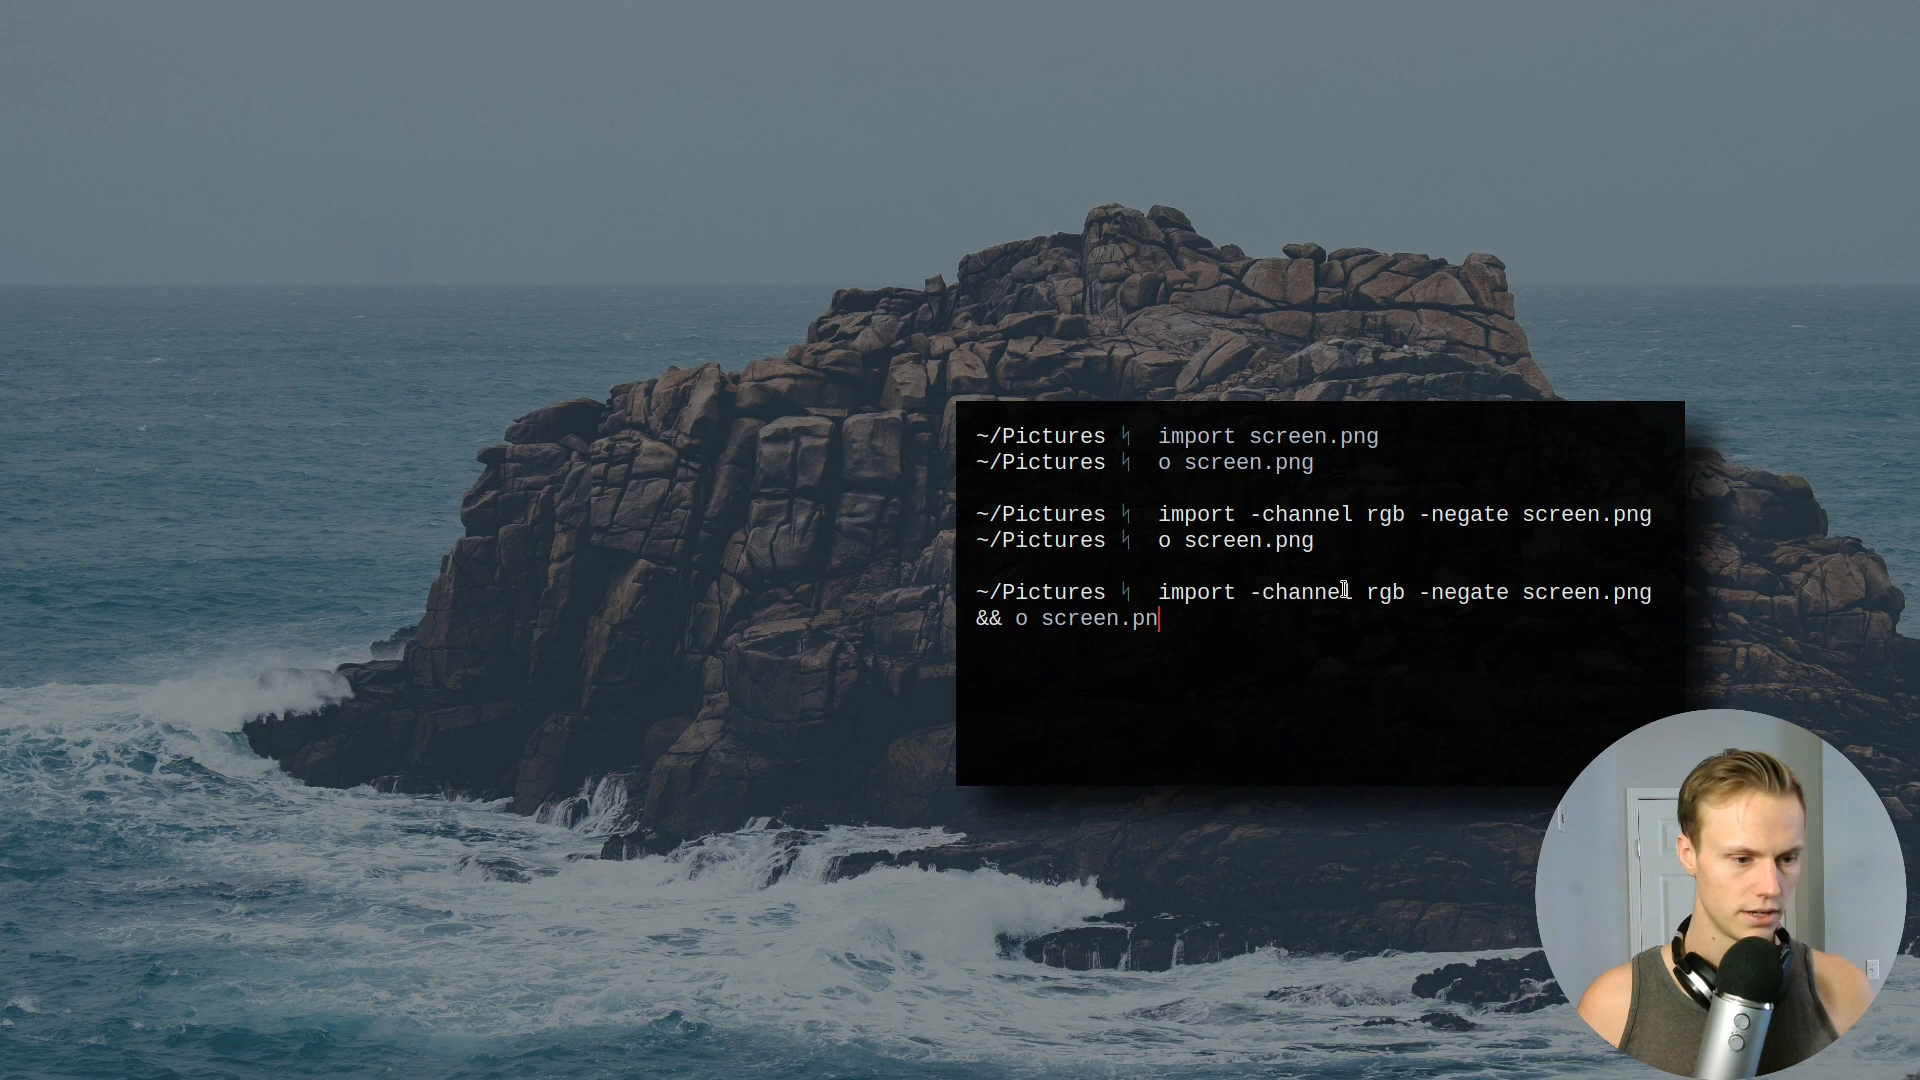 ~/Pictures ᛋ import screen.png
~/Pictures ᛋ o screen.png
~/Pictures ᛋ import -channel rgb -negate screen.png
~/Pictures ᛋ o screen.png
~/Pictures ᛋ import -channel rgb -negate screen.png
&& o screen.pn